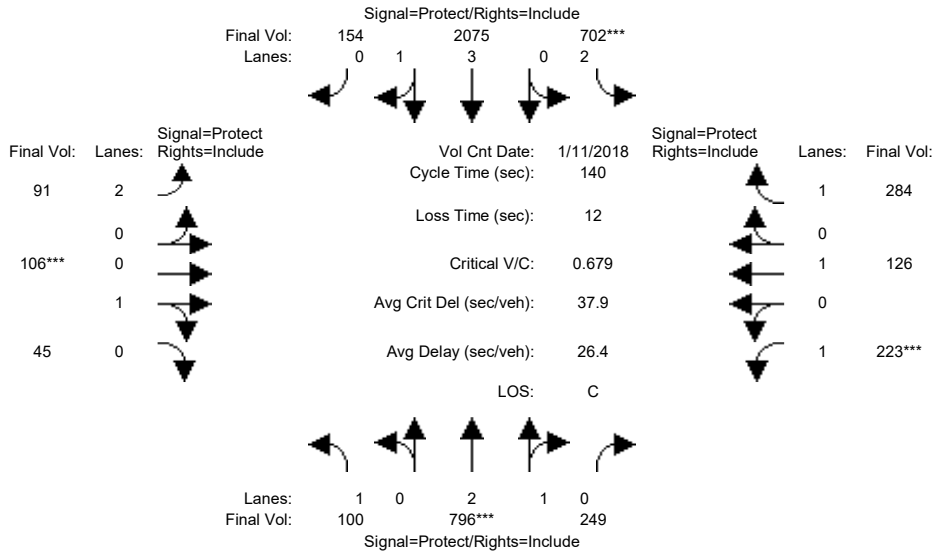 Signal=Protect/Rights=Include
Final Vol: 154 2075 702***
Lanes: 0 1 3 0 2
Signal=Protect Signal=Protect
Final Vol: Lanes: Rights=Include Vol Cnt Date: 1/11/2018 Rights=Include Lanes: Final Vol:
Cycle Time (sec): 140
91 2 1 284
Loss Time (sec): 12
0 0
106*** 0 Critical V/C: 0.679 1 126
1 Avg Crit Del (sec/veh): 37.9 0
45 0 Avg Delay (sec/veh): 26.4 1 223***
LOS: C
Lanes: 1 0 2 1 0
Final Vol: 100 796*** 249
Signal=Protect/Rights=Include